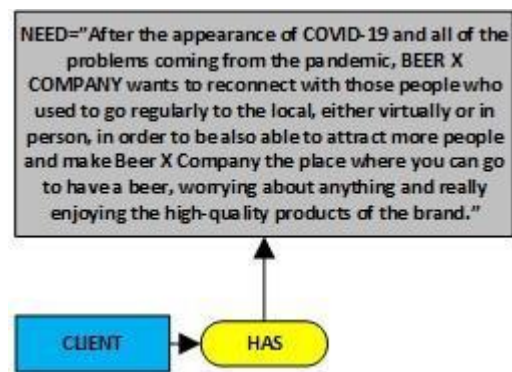 NEED="After the appearance of COVID-19 and all of the
problems coming from the pandemic, BEER X
COMPANY wants to reconnect with those people who
used to go regularly to the local, either virtually or in
person, in order to be also able to attract more people
and make Beer X Company the place where you can go
to have a beer, worrying about anything and really
enjoying the high-quality products of the brand."
CLIENT
HAS